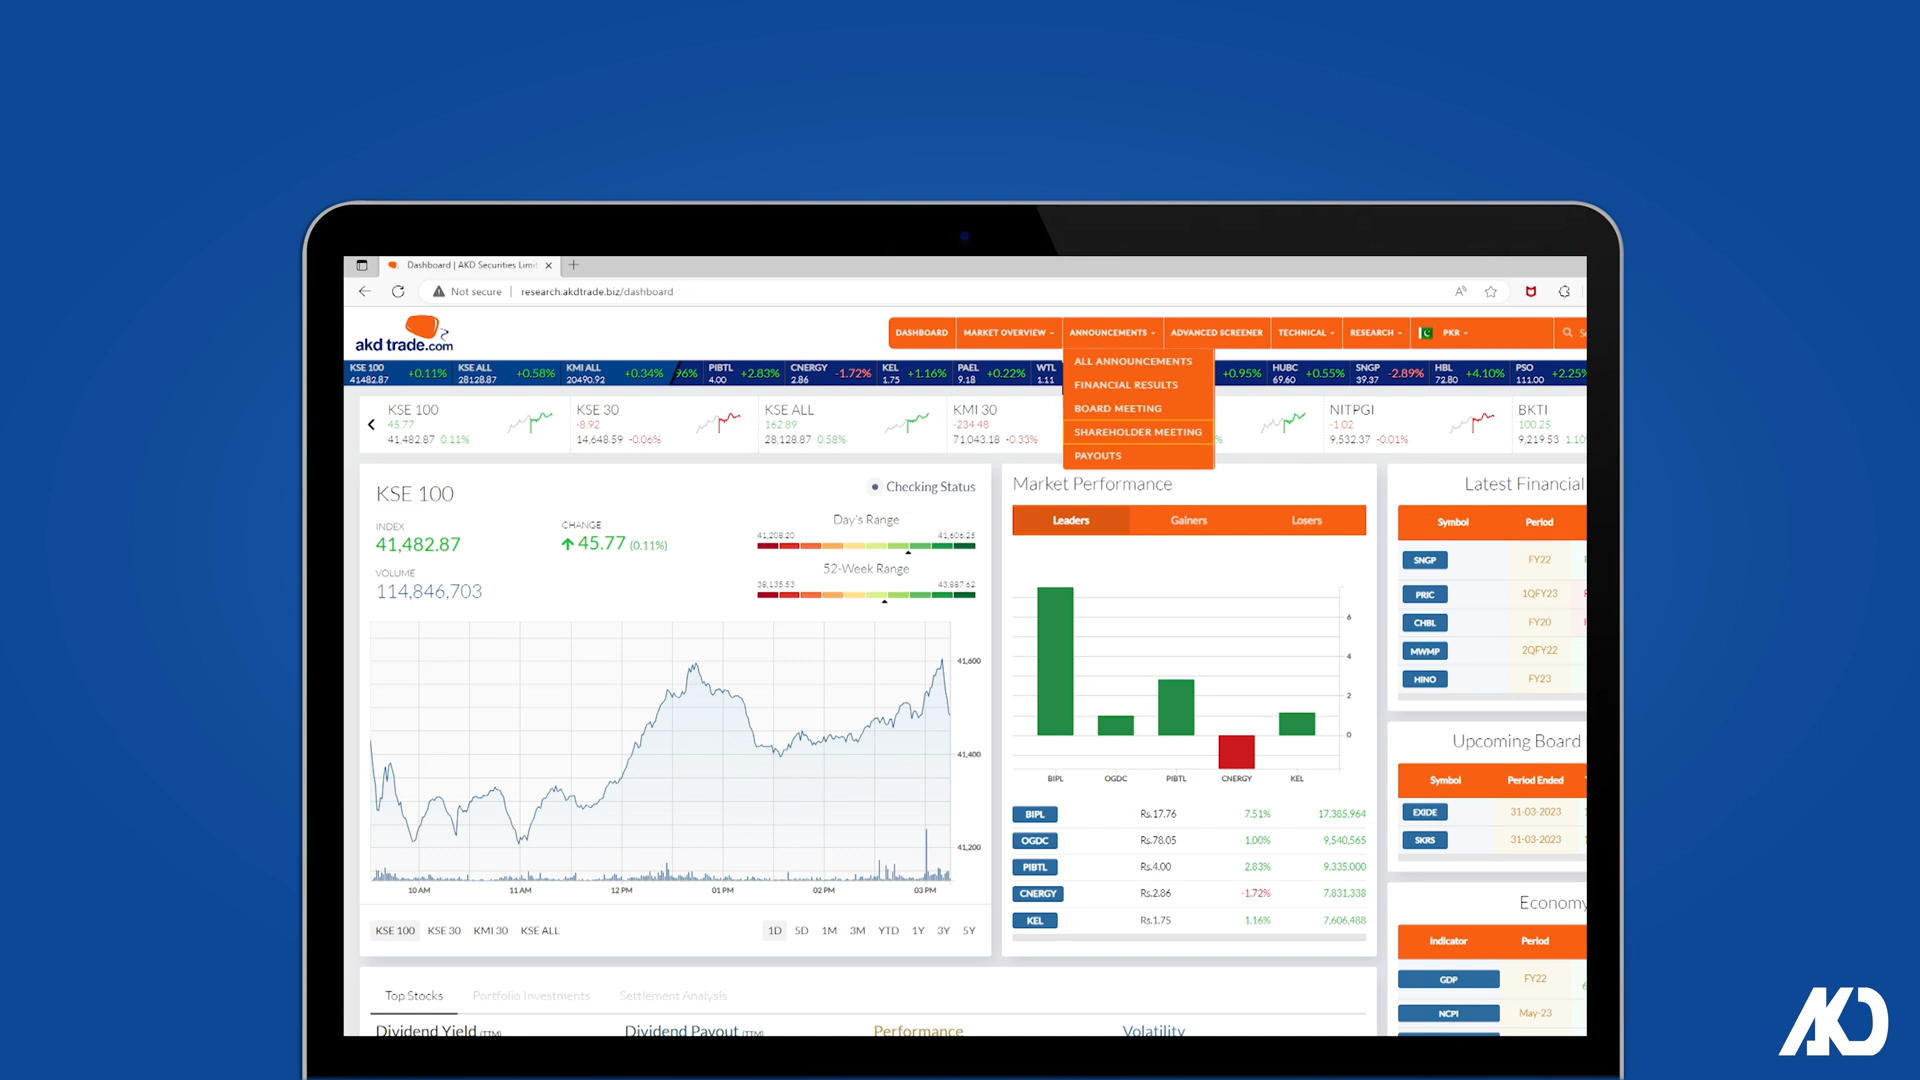 Dashboard | AKD Securities Limit
Not secure | research.akdtrade.biz/dashboard
akd trade.com
DASHBOARD
MARKET OVERVIEW
ANNOUNCEMENTS
ADVANCED SCREENER
TECHNICAL
RESEARCH
PKR
ALL ANNOUNCEMENTS
FINANCIAL RESULTS
BOARD MEETING
SHAREHOLDER MEETING
PAYOUTS
KSE 100 41482.87 +0.11%
KSE ALL 28128.87 +0.58%
KMI ALL 20490.92 +0.34%
96%
PIBTL 4.00 +2.83%
CNERGY 2.86 -1.72%
KEL 1.75 +1.16%
PAEL 9.18 +0.22%
WTL 1.11
+0.95%
HUBC 69.60 +0.55%
SNGP 39.37 -2.89%
HBL 72.80 +4.10%
PSO 111.00 +2.25%
KSE 100
45.77
41,482.87 0.11%
KSE 30
-8.92
14,648.59 -0.06%
KSE ALL
162.89
28,128.87 0.58%
KMI 30
-234.48
71,043.18 -0.33%
NITPGI
-1.02
9,532.37 -0.01%
BKTI
100.25
9,219.53 1.10
KSE 100
Checking Status
INDEX
41,482.87
CHANGE
45.77 (0.11%)
VOLUME
114,846,703
Day's Range
41,208.20 41,606.25
52-Week Range
38,135.53 43,887.62
41,600
41,400
41,200
10 AM 11 AM 12 PM 01 PM 02 PM 03 PM
KSE 100 KSE 30 KMI 30 KSE ALL
1D 5D 1M 3M YTD 1Y 3Y 5Y
Market Performance
Leaders Gainers Losers
6
4
2
0
BIPL OGDC PIBTL CNERGY KEL
BIPL Rs.17.76 7.51% 17,385,964
OGDC Rs.78.05 1.00% 9,540,565
PIBTL Rs.4.00 2.83% 9,335,000
CNERGY Rs.2.86 -1.72% 7,831,338
KEL Rs.1.75 1.16% 7,606,488
Latest Financial
Symbol Period
SNGP FY22
PRIC 1QFY23
CHBL FY20
MWMP 2QFY22
HINO FY23
Upcoming Board
Symbol Period Ended
EXIDE 31-03-2023
SKRS 31-03-2023
Economy
Indicator Period
GDP FY22
NCPI May-23
Top Stocks Portfolio Investments Settlement Analysis
Dividend Yield (TTM) Dividend Payout (TTM) Performance Volatility
AKD